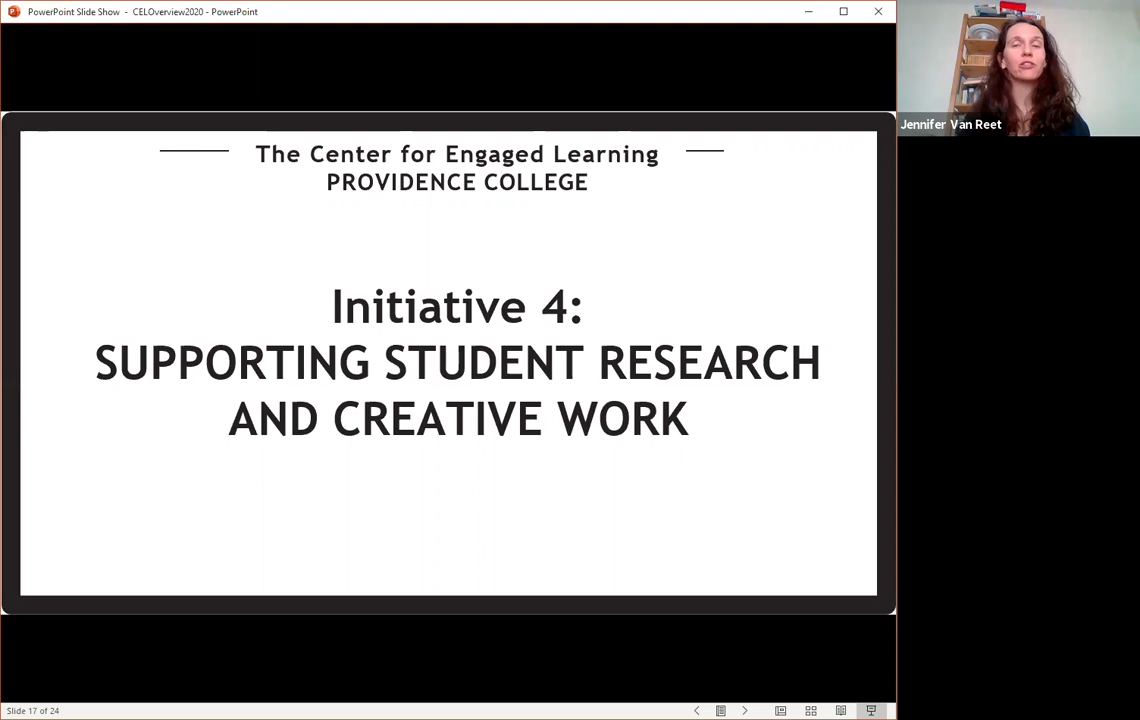 PowerPoint Slide Show - CELOverview2020 - PowerPoint
Jennifer Van Reet
The Center for Engaged Learning
PROVIDENCE COLLEGE
Initiative 4:
SUPPORTING STUDENT RESEARCH
AND CREATIVE WORK
Slide 17 of 24